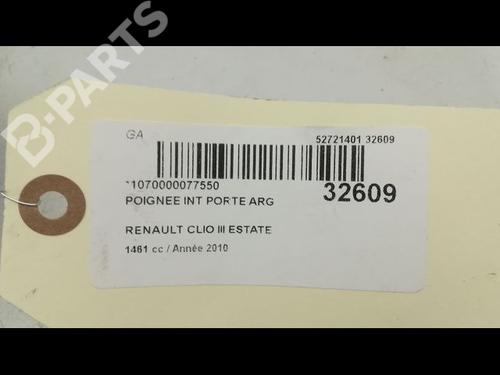 B-PARTS
GA
52721401 32609
*1070000077550
32609
POIGNEE INT PORTE ARG
RENAULT CLIO III ESTATE
1461 cc / Année 2010